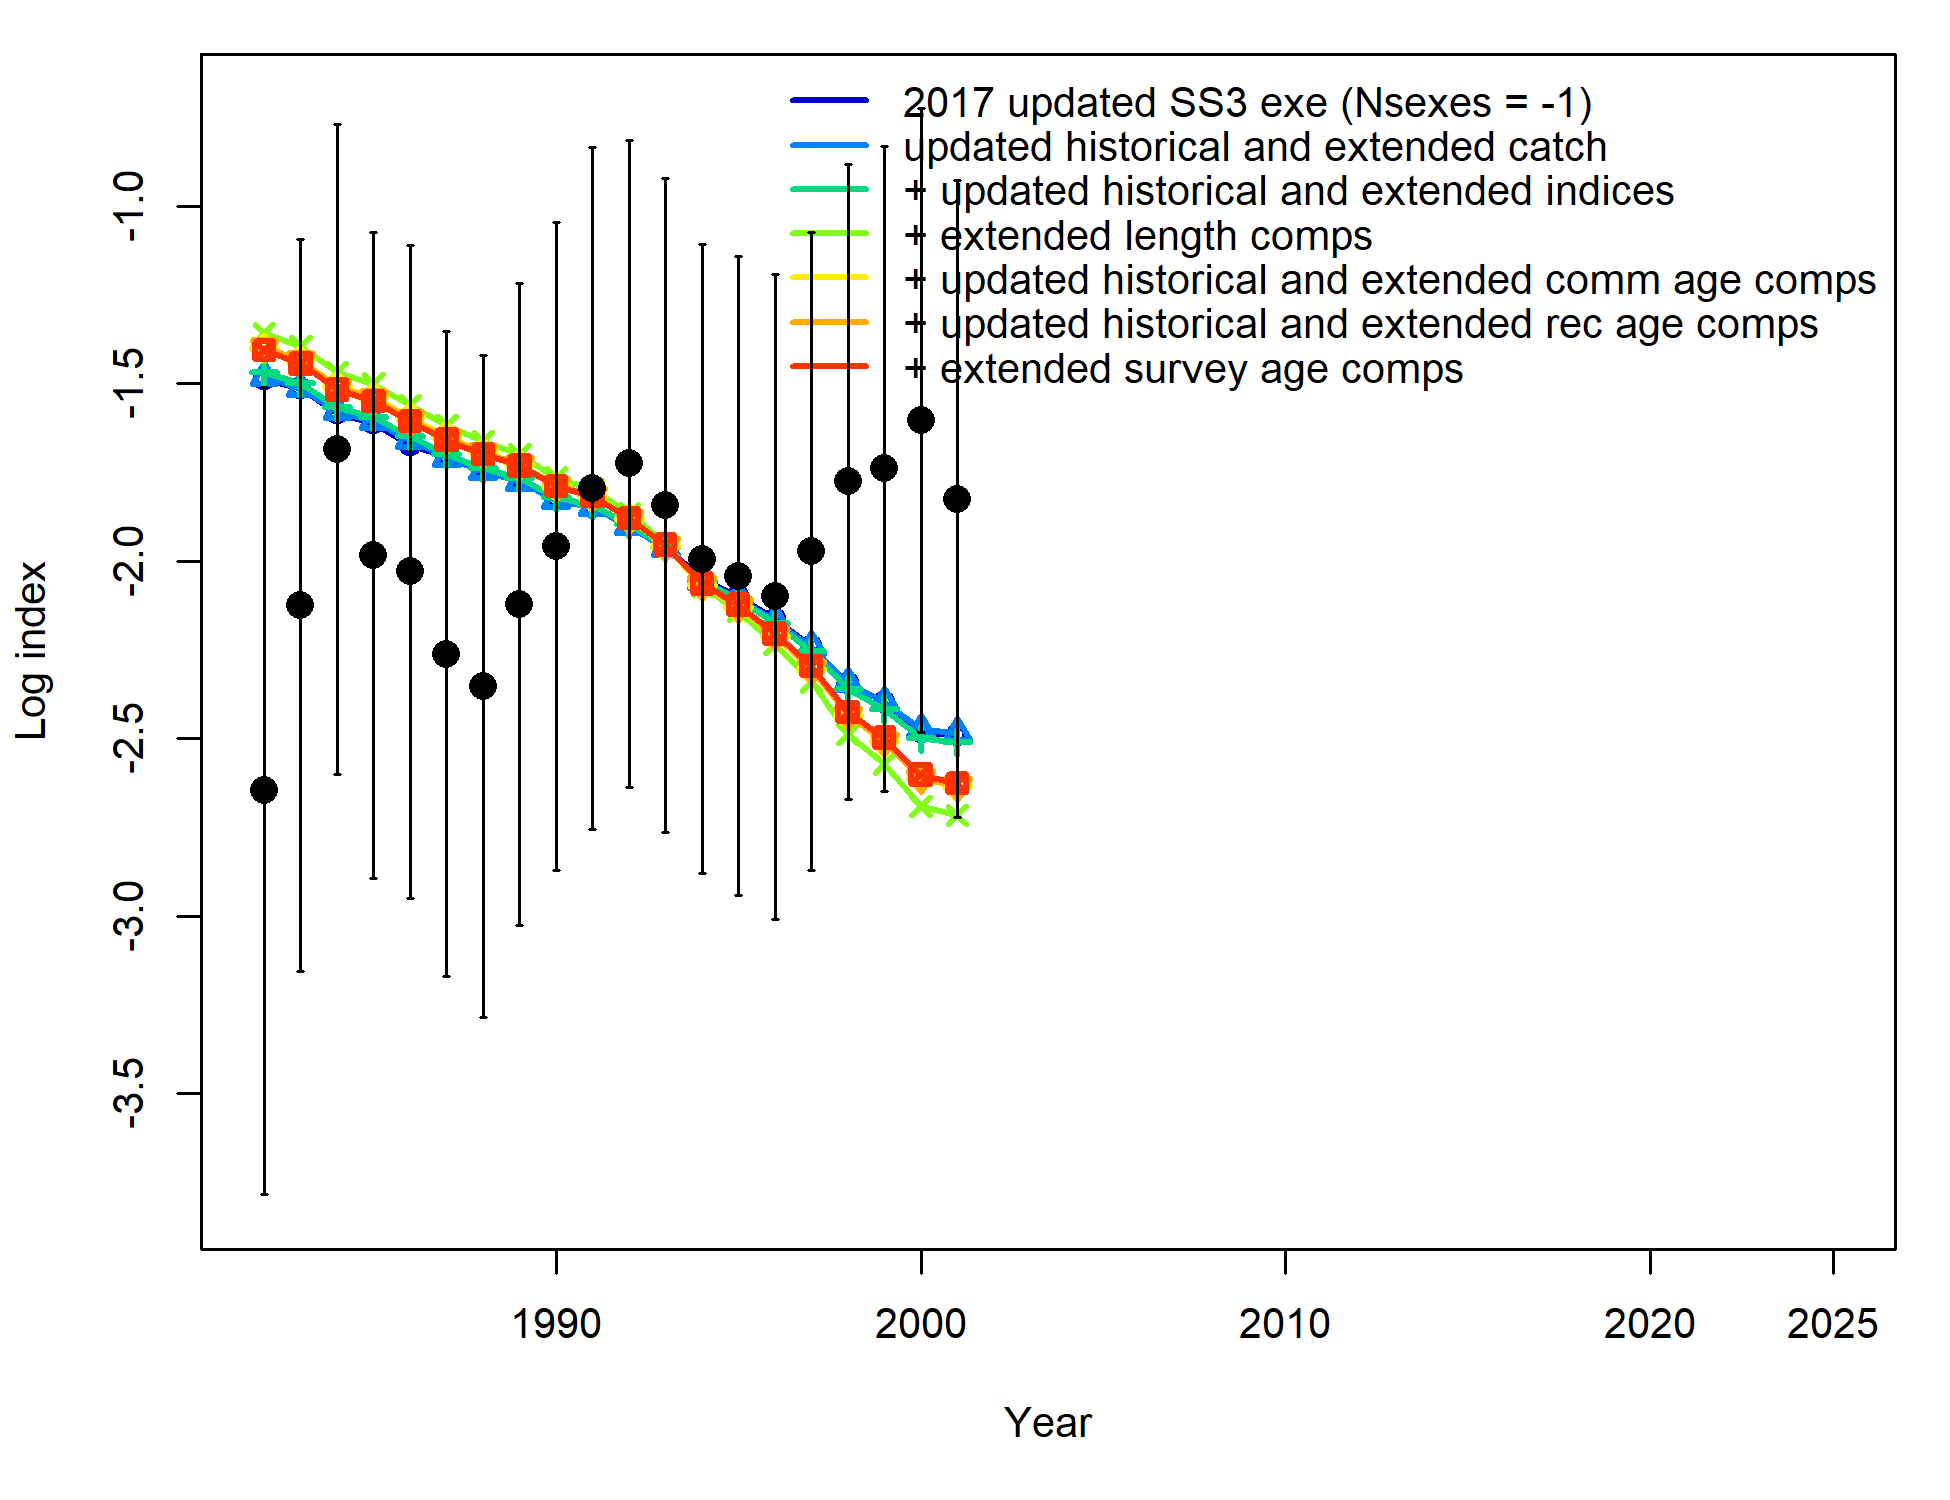 2017 updated SS3 exe (Nsexes = -1)
updated historical and extended catch
+ updated historical and extended indices
+ extended length comps
+ updated historical and extended comm age comps
+ updated historical and extended rec age comps
+ extended survey age comps
-1.0
-1.5
-2.0
-2.5
-3.0
-3.5
Log index
1990 2000 2010 2020 2025
Year